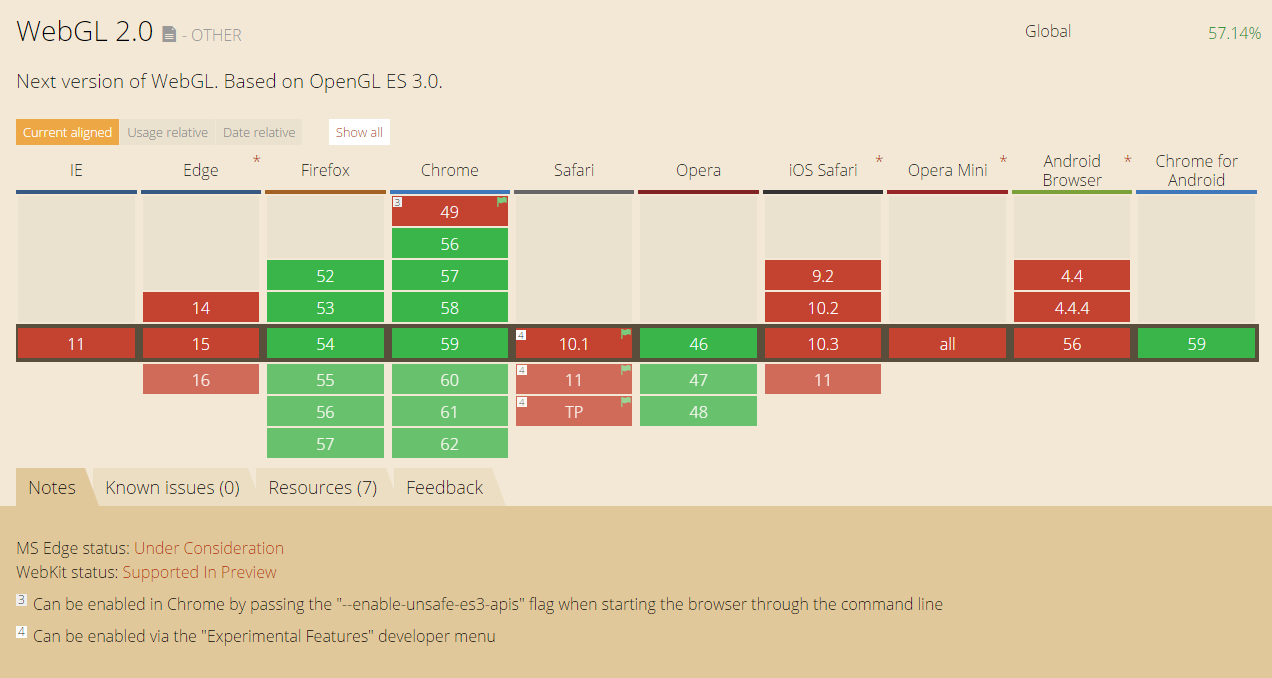 WebGL 2.0 - OTHER
Global 57.14%
Next version of WebGL. Based on OpenGL ES 3.0.
Current aligned Usage relative Date relative Show all
IE Edge * Firefox Chrome Safari Opera iOS Safari * Opera Mini * Android Browser * Chrome for Android
3 49
56
52 57 9.2 4.4
14 53 58 10.2 4.4.4
11 15 54 59 4 10.1 46 10.3 all 56 59
16 55 60 4 11 47 11
56 61 4 TP 48
57 62
Notes Known issues (0) Resources (7) Feedback
MS Edge status: Under Consideration
WebKit status: Supported In Preview
3 Can be enabled in Chrome by passing the "--enable-unsafe-es3-apis" flag when starting the browser through the command line
4 Can be enabled via the "Experimental Features" developer menu